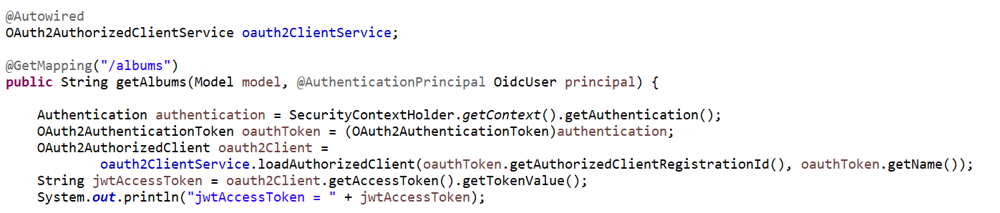 @Autowired
OAuth2AuthorizedClientService oauth2ClientService;
@GetMapping("/albums")
public String getAlbums(Model model, @AuthenticationPrincipal OidcUser principal) {
Authentication authentication = SecurityContextHolder.getContext().getAuthentication();
OAuth2AuthenticationToken oauthToken = (OAuth2AuthenticationToken)authentication;
OAuth2AuthorizedClient oauth2Client =
oauth2ClientService.loadAuthorizedClient(oauthToken.getAuthorizedClientRegistrationId(), oauthToken.getName());
String jwtAccessToken = oauth2Client.getAccessToken().getTokenValue();
System.out.println("jwtAccessToken = " + jwtAccessToken);